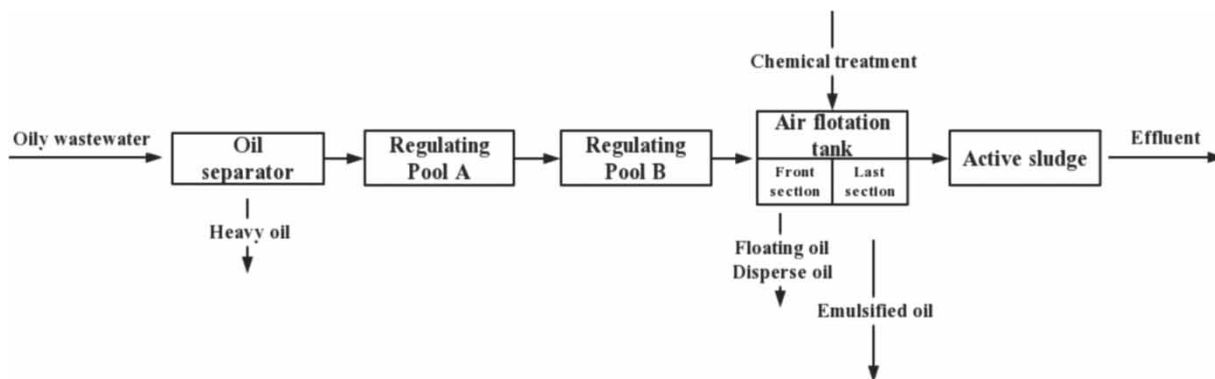 Chemical treatment
Oily wastewater
Oil
separator
Regulating
Pool A
Regulating
Pool B
Air flotation
tank
Front
section
Last
section
Active sludge
Effluent
Heavy oil
Floating oil
Disperse oil
Emulsified oil